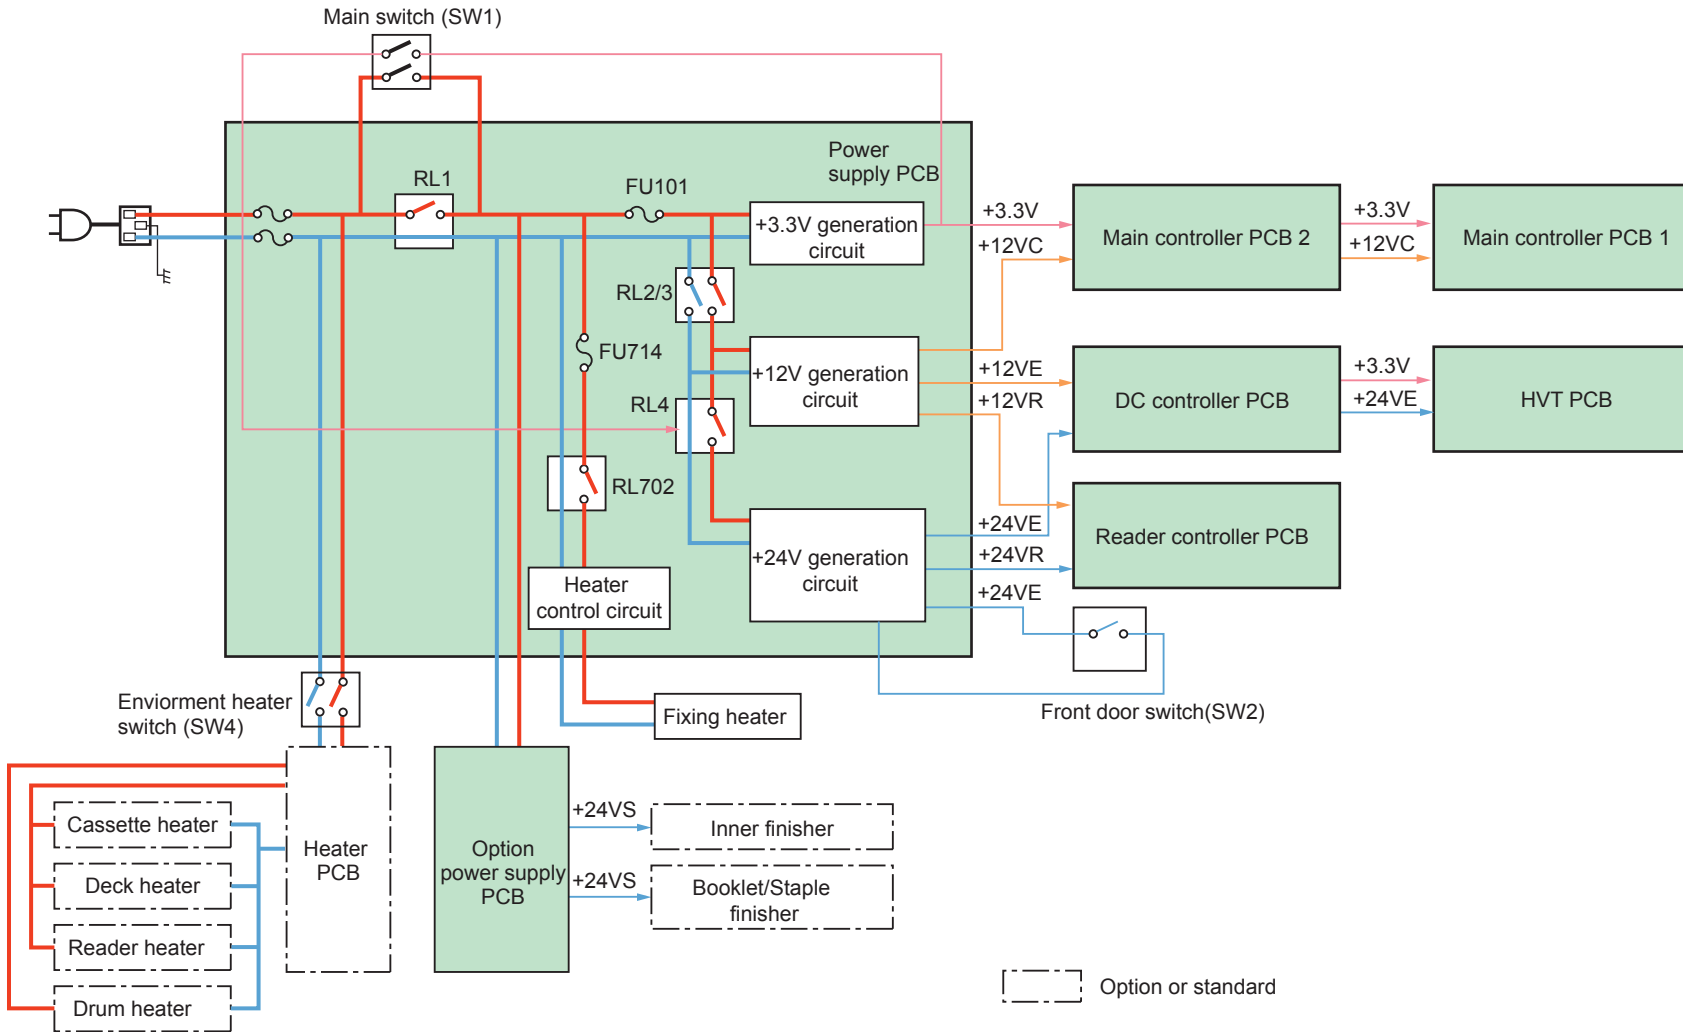 Main switch (SW1)
Power
supply PCB
RL1
FU101
+3.3V generation
circuit
+3.3V
+12VC
Main controller PCB 2
+3.3V
+12VC
Main controller PCB 1
RL2/3
FU714
+12V generation
circuit
+12VE
+12VR
RL4
DC controller PCB
+3.3V
+24VE
HVT PCB
RL702
+24V generation
circuit
+24VE
+24VR
+24VE
Reader controller PCB
Heater
control circuit
Enviorment heater
switch (SW4)
Fixing heater
Front door switch(SW2)
Cassette heater
Deck heater
Reader heater
Drum heater
Heater
PCB
Option
power supply
PCB
+24VS
Inner finisher
+24VS
Booklet/Staple
finisher
Option or standard